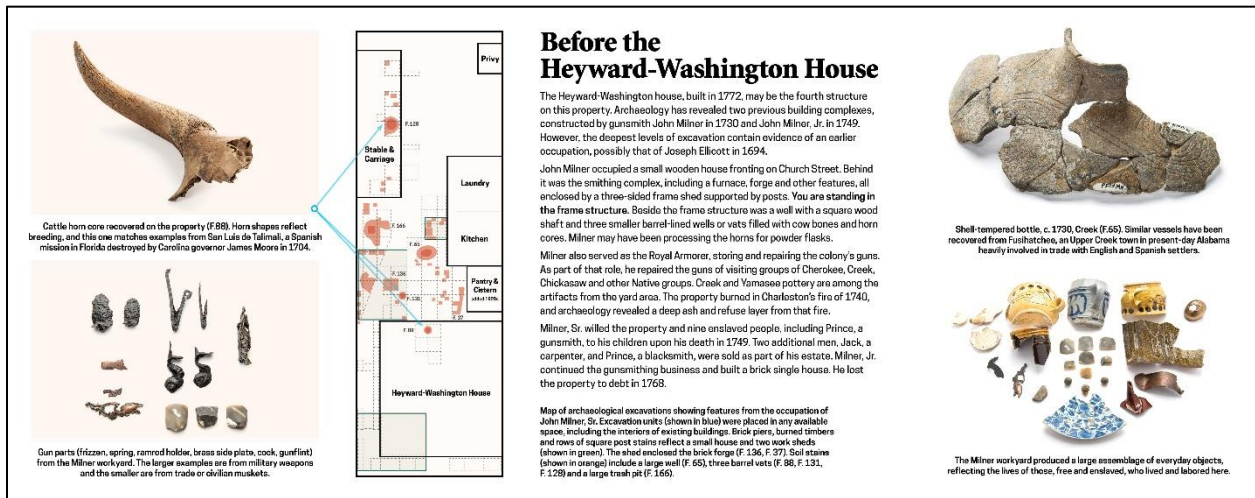 Cattle horn core recovered on the property (F.88). Horn shapes reflect
breeding, and this one matches examples from San Luis de Talimali, a Spanish
mission in Florida destroyed by Carolina governor James Moore in 1704.
Gun parts (frizzen, spring, ramrod holder, brass side plate, cook, gunflint)
from the Milner workyard. The larger examples are from military weapons
and the smaller are from trade or civilian muskets.
Privy
F. 128
Stable &
Carriage
Laundry
F. 166
Kitchen
F. 136
Pantry &
Cistern
F. 88
Heyward-Washington House
Before the
Heyward-Washington House
The Heyward-Washington house, built in 1772, may be the fourth structure
on this property. Archaeology has revealed two previous building complexes,
constructed by gunsmith John Milner in 1730 and John Milner, Jr. in 1749.
However, the deepest levels of excavation contain evidence of an earlier
occupation, possibly that of Joseph Ellicott in 1694.
John Milner occupied a small wooden house fronting on Church Street. Behind
it was the smithing complex, including a furnace, forge and other features, all
enclosed by a three-sided frame shed supported by posts. You are standing in
the frame structure. Beside the frame structure was a well with a square wood
shaft and three smaller barrel-lined wells or vats filled with cow bones and horn
cores. Milner may have been processing the horns for powder flasks.
Milner also served as the Royal Armorer, storing and repairing the colony's guns.
As part of that role, he repaired the guns of visiting groups of Cherokee, Creek,
Chickasaw and other Native groups. Creek and Yamasee pottery are among the
artifacts from the yard area. The property burned in Charleston's fire of 1740,
and archaeology revealed a deep ash and refuse layer from that fire.
Milner, Sr. willed the property and nine enslaved people, including Prince, a
gunsmith, to his children upon his death in 1749. Two additional men, Jack, a
carpenter, and Prince, a blacksmith, were sold as part of his estate. Milner, Jr.
continued the gunsmithing business and built a brick single house. He lost
the property to debt in 1768.
Map of archaeological excavations showing features from the occupation of
John Milner, Sr. Excavation units (shown in blue) were placed in any available
space, including the interiors of existing buildings. Brick piers, burned timbers
and rows of square post stains reflect a small house and two work sheds
(shown in green). The shed enclosed the brick forge (F. 136, F. 37). Soil stains
(shown in orange) include a large well (F. 65), three barrel vats (F. 88, F. 131,
F. 128) and a large trash pit (F. 166).
Shell-tempered bottle, c. 1730, Creek (F.65). Similar vessels have been
recovered from Fusihatchee, an Upper Creek town in present-day Alabama
heavily involved in trade with English and Spanish settlers.
The Milner workyard produced a large assemblage of everyday objects,
reflecting the lives of those, free and enslaved, who lived and labored here.